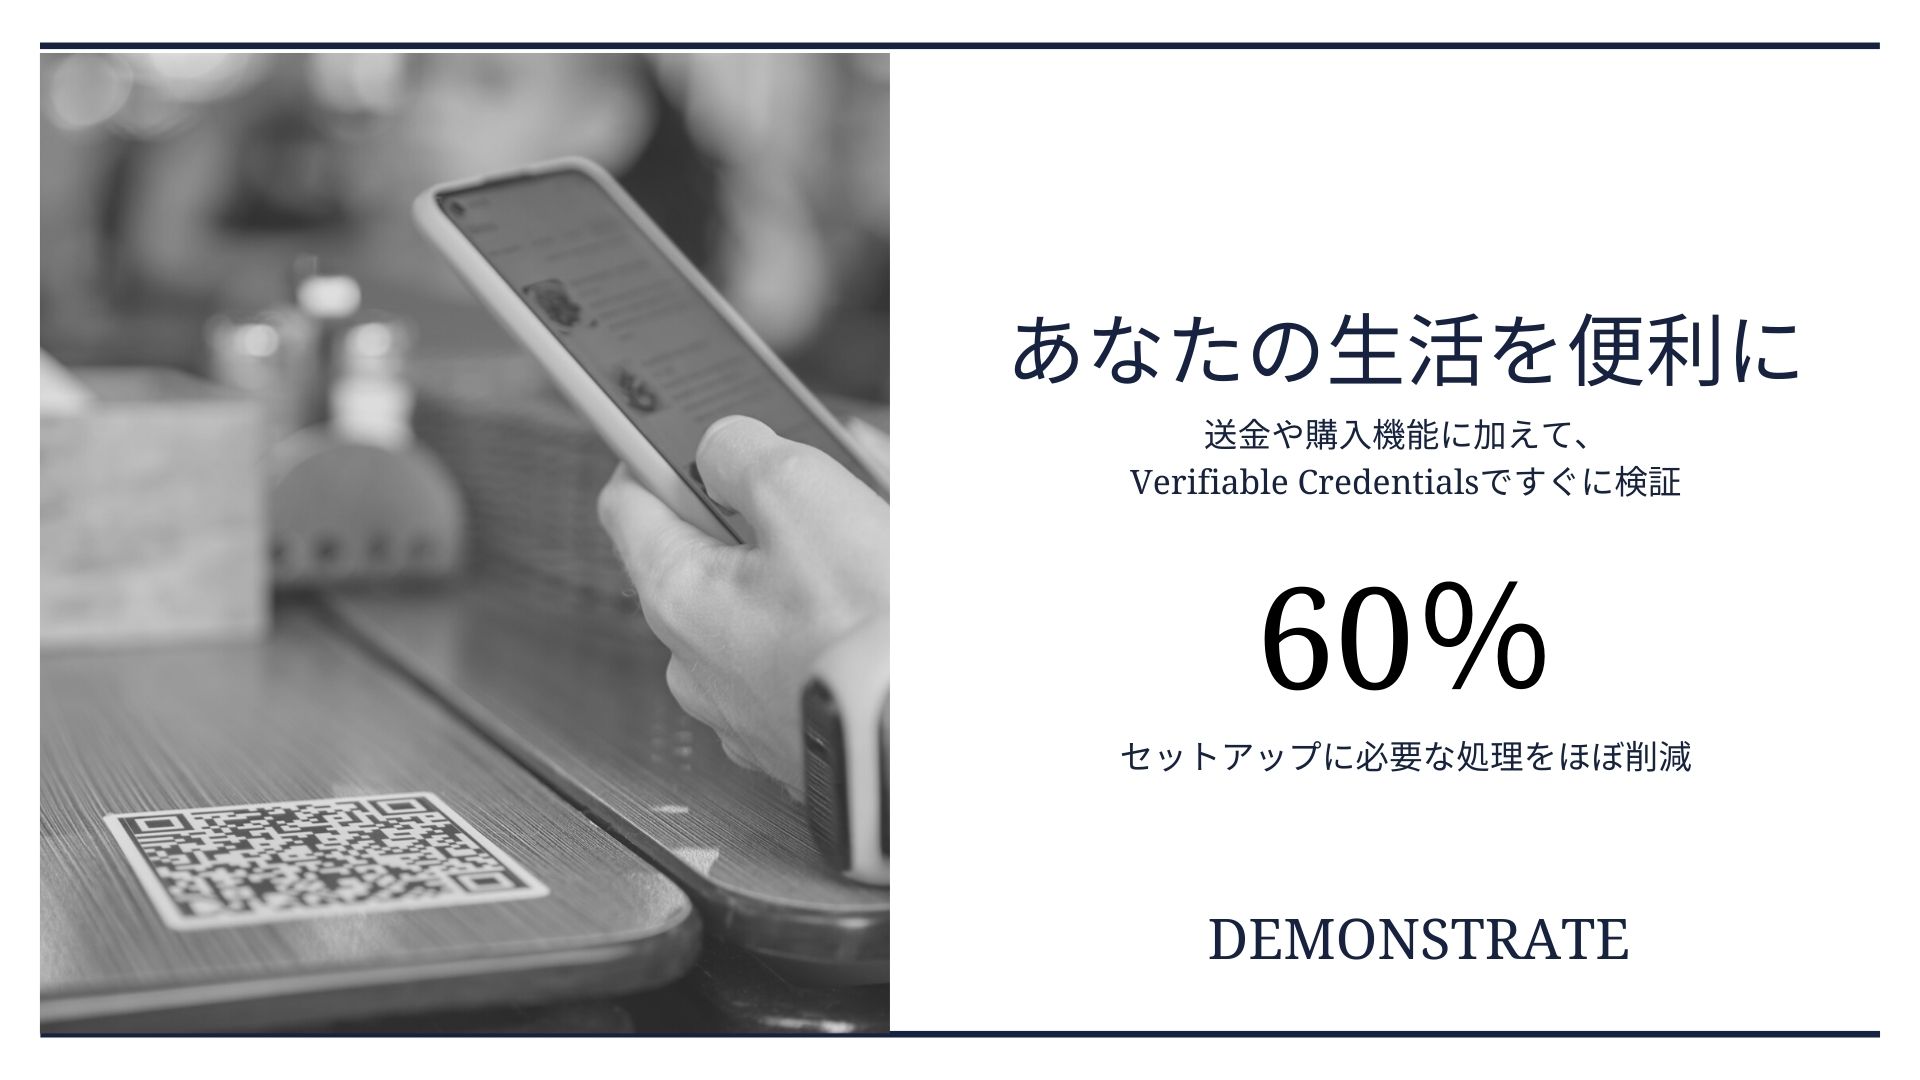 あなたの生活を便利に
送金や購入機能に加えて、
Verifiable Credentialsですぐに検証
60%
セットアップに必要な処理をほぼ削減
DEMONSTRATE